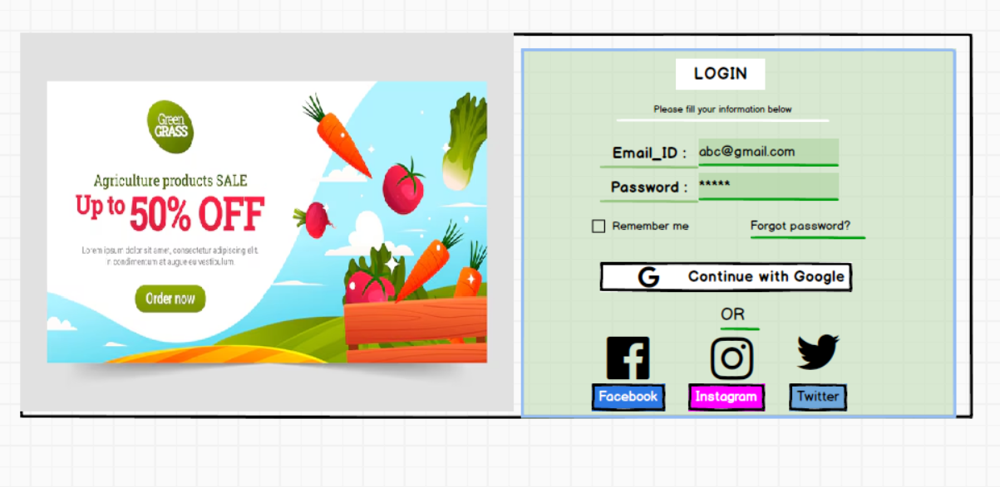 Green
GRASS
Agriculture products SALE
Up to 50% OFF
Lorem ipsum dolor sit amet, consectetur adipiscing elit.
n condimentum at augue eu vestibulum.
Order now
LOGIN
Please fill your information below
Email_ID : abc@gmail.com
Password : *****
Remember me Forgot password?
G Continue with Google
OR
Facebook Instagram Twitter